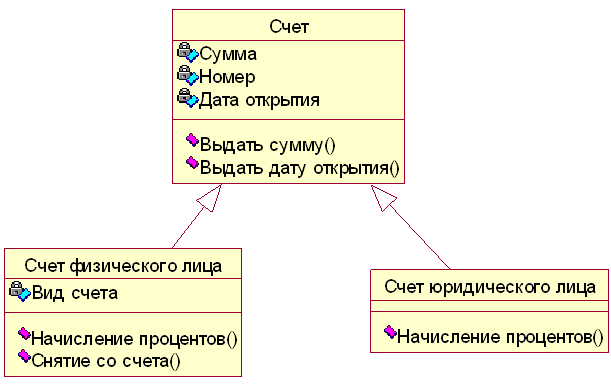 Счет
Сумма
Номер
Дата открытия
Выдать сумму()
Выдать дату открытия()
Счет физического лица
Вид счета
Начисление процентов()
Снятие со счета()
Счет юридического лица
Начисление процентов()